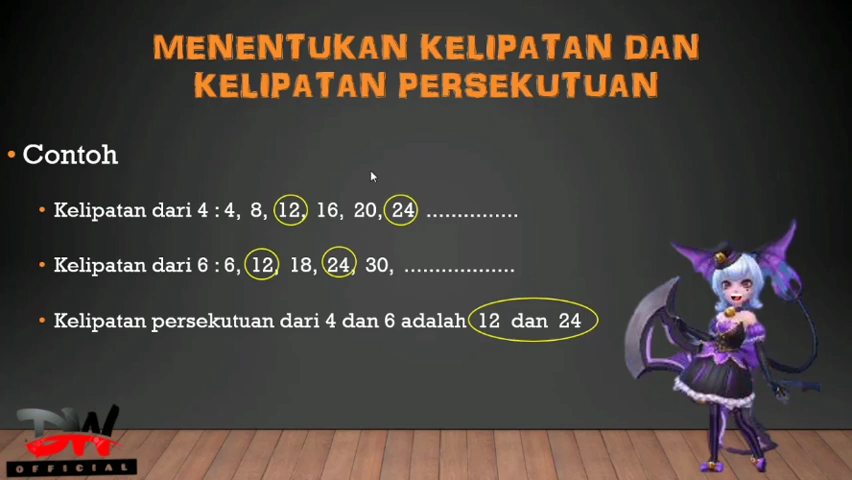 MENENTUKAN KELIPATAN DAN
KELIPATAN PERSEKUTUAN
• Contoh
• Kelipatan dari 4 : 4, 8, 12, 16, 20, 24 ...............
• Kelipatan dari 6 : 6, 12, 18, 24, 30, ..................
• Kelipatan persekutuan dari 4 dan 6 adalah 12 dan 24
DW
OFFICIAL